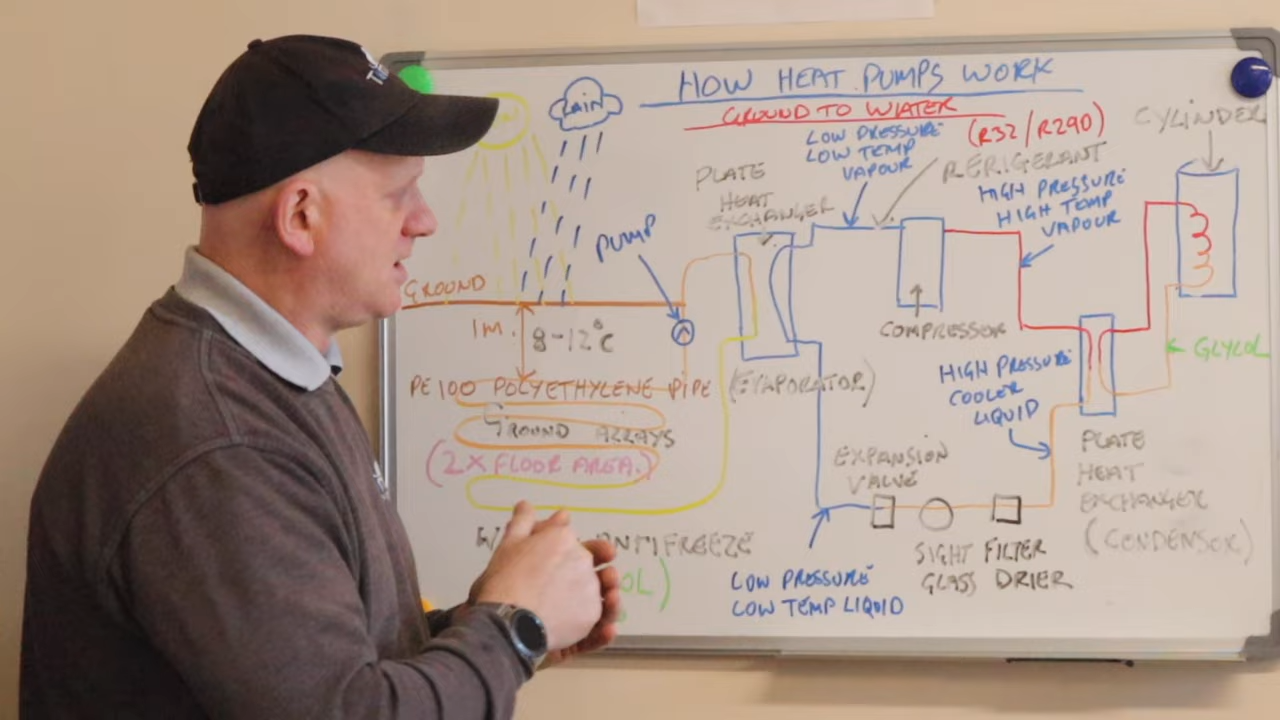 HOW HEAT PUMPS WORK
GROUND TO WATER
(R32/R290)
RAIN
LOW PRESSURE
LOW TEMP
VAPOUR
RERIGERANT
CYLINDER
PLATE
HEAT
EXCHANGER
HIGH PRESSURE
HIGH TEMP
VAPOUR
PUMP
GROUND
1M.
8-12°C
COMPRESSOR
GLYCOL
PE100 POLYETHYLENE PIPE
(EVAPORATOR)
HIGH PRESSURE
COOLER
LIQUID
GROUND ARRAYS
(2X FLOOR AREA.)
EXPANSION
VALVE
PLATE
HEAT
EXCHANGER
(CONDENSOR)
ANTIFREEZE
SIGHT FILTER
GLASS DRIER
LOW PRESSURE
LOW TEMP LIQUID